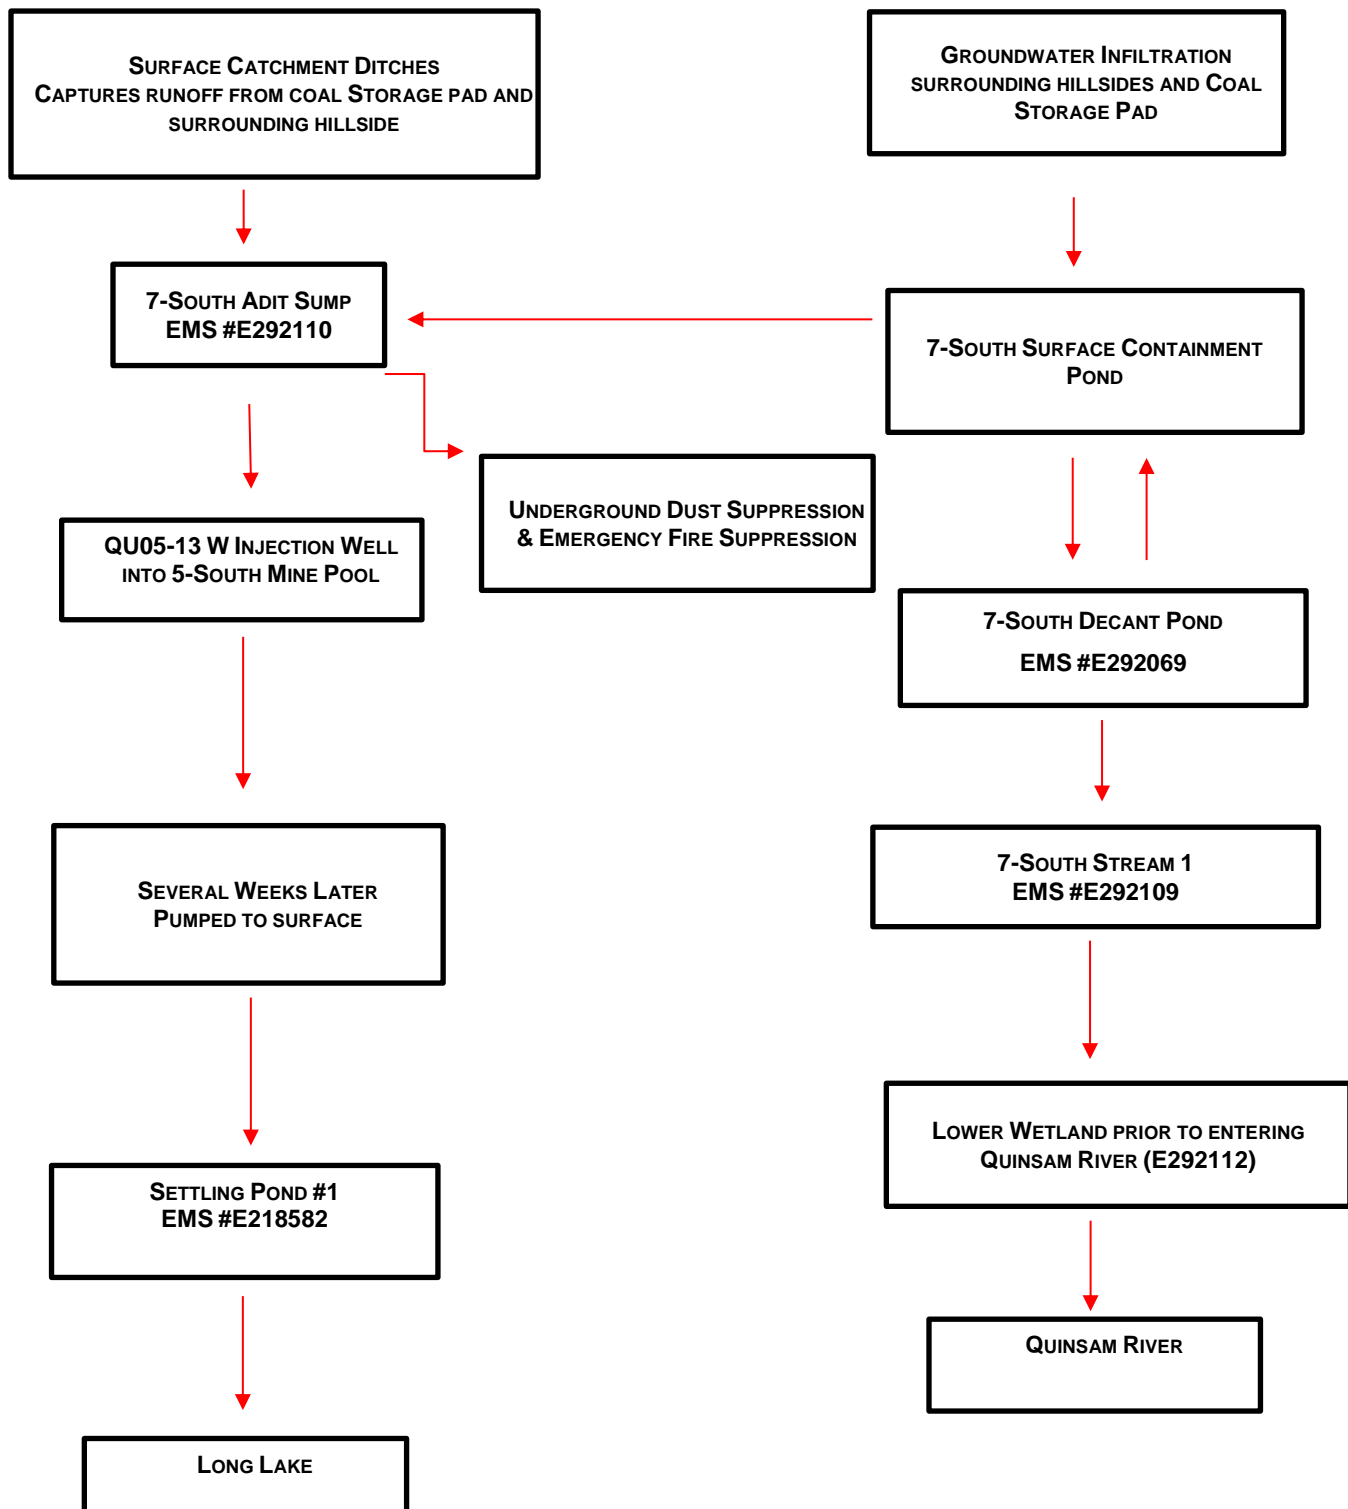 Surface Catchment Ditches
Captures runoff from coal Storage pad and
surrounding hillside
Groundwater Infiltration
surrounding hillsides and Coal
Storage Pad
7-South Adit Sump
EMS #E292110
7-South Surface Containment
Pond
Underground Dust Suppression
& Emergency Fire Suppression
QU05-13 W Injection Well
into 5-South Mine Pool
7-South Decant Pond
EMS #E292069
Several Weeks Later
Pumped to surface
7-South Stream 1
EMS #E292109
Lower Wetland prior to entering
Quinsam River (E292112)
Settling Pond #1
EMS #E218582
Quinsam River
Long Lake